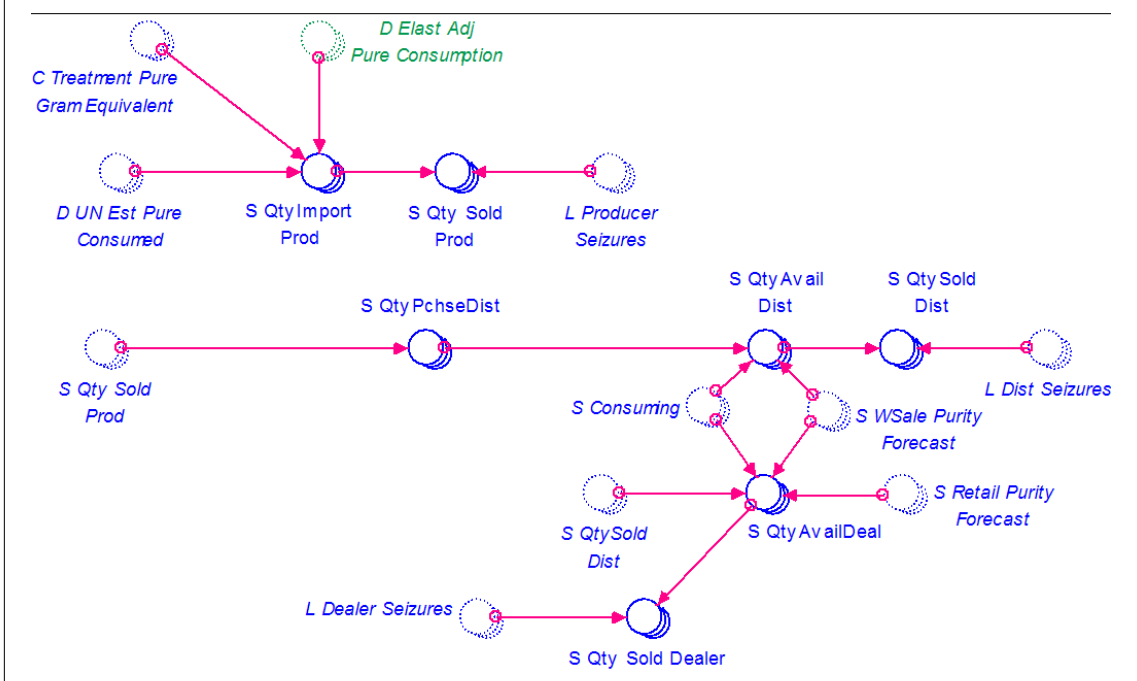 D Elast Adj
Pure Consumption
C Treatment Pure
Gram Equivalent
D UN Est Pure
Consumed
S Qty Import
Prod
S Qty Sold
Prod
L Producer
Seizures
S Qty Avail
Dist
S Qty Sold
Dist
S Qty PchseDist
S Qty Sold
Prod
L Dist Seizures
S Consuming
S WSale Purity
Forecast
S Retail Purity
Forecast
S QtySold
Dist
S Qty AvailDeal
L Dealer Seizures
S Qty Sold Dealer